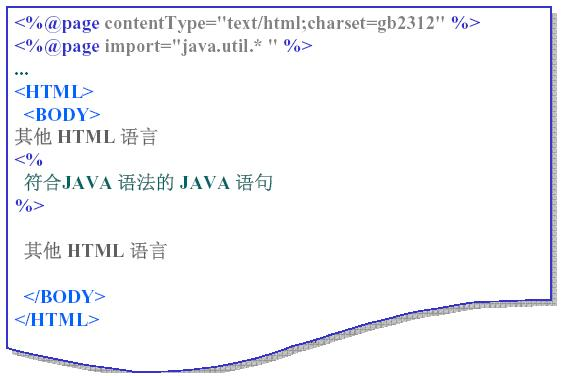 <%@page contentType="text/html;charset=gb2312" %>
<%@page import="java.util.* " %>
...
<HTML>
<BODY>
其他 HTML 语言
<%
符合JAVA 语法的 JAVA 语句
%>
其他 HTML 语言
</BODY>
</HTML>